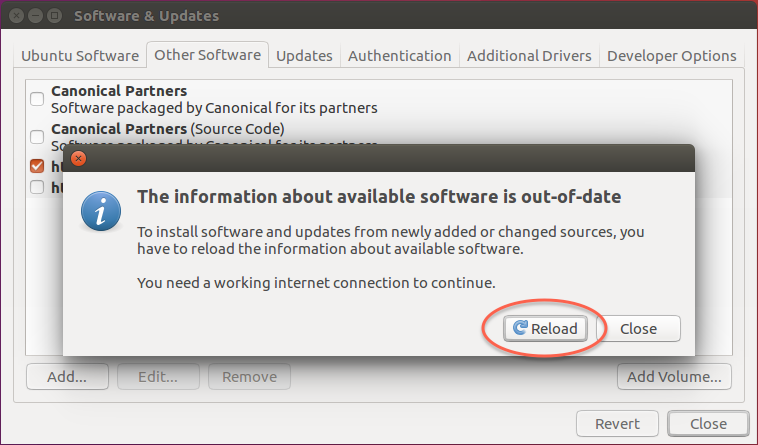 Software & Updates
Ubuntu Software Other Software Updates Authentication Additional Drivers Developer Options
Canonical Partners
Software packaged by Canonical for its partners
Canonical Partners (Source Code)
Software packaged by Canonical for its partners
The information about available software is out-of-date
To install software and updates from newly added or changed sources, you
have to reload the information about available software.
You need a working internet connection to continue.
Reload Close
Add... Edit... Remove Add Volume...
Revert Close